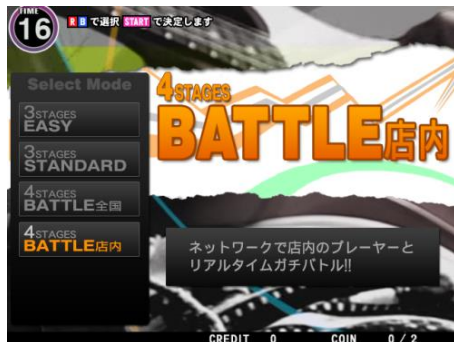 TIME
16
R B で選択 START で決定します
Select Mode
3STAGES
EASY
3STAGES
STANDARD
4STAGES
BATTLE全国
4STAGES
BATTLE店内
4STAGES
BATTLE店内
ネットワークで店内のプレーヤーと
リアルタイムガチバトル!!
CREDIT 0 COIN 0 / 2